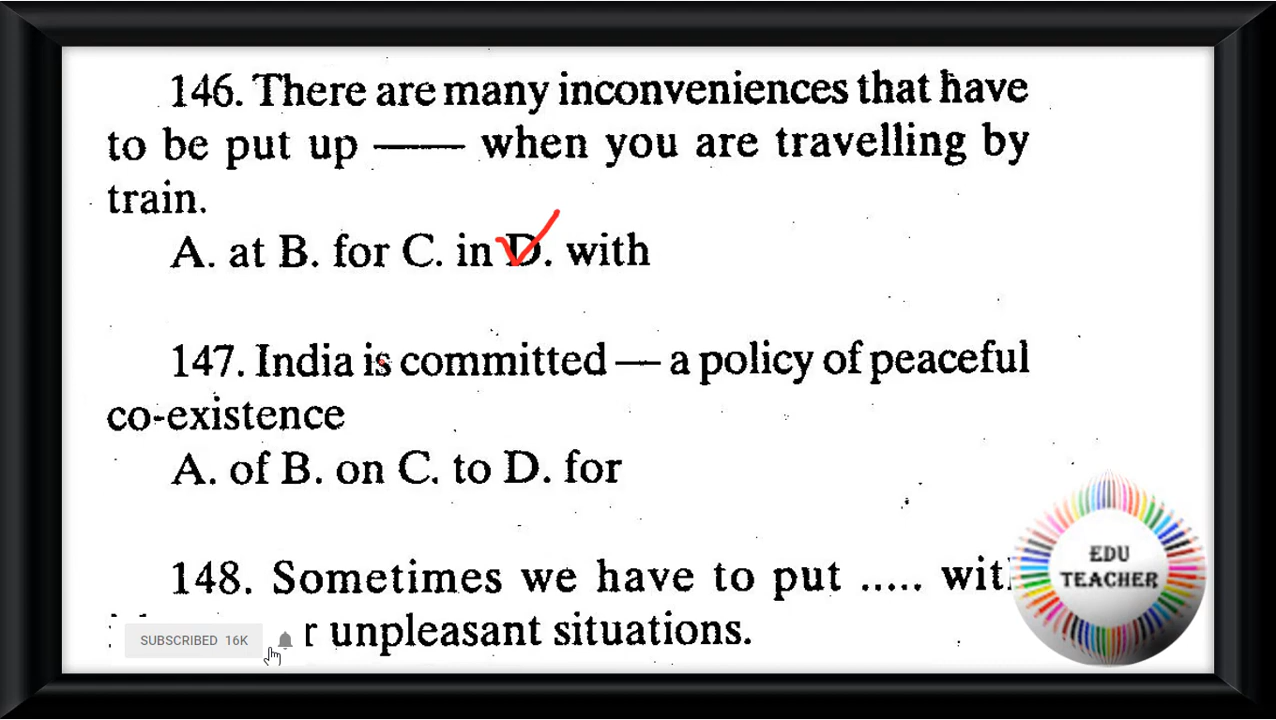 146. There are many inconveniences that have
to be put up —— when you are travelling by
train.
A. at B. for C. in D. with
147. India is committed — a policy of peaceful
co-existence
A. of B. on C. to D. for
148. Sometimes we have to put .....
r unpleasant situations.
EDU
TEACHER
SUBSCRIBED 16K